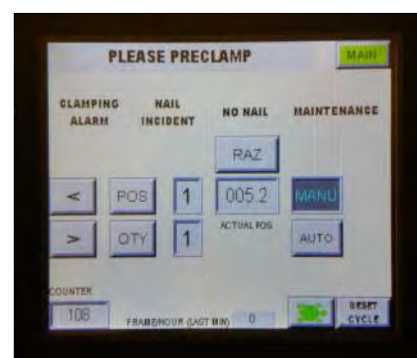 PLEASE PRECLAMP MAIN
CLAMPING ALARM NAIL INCIDENT NO NAIL MAINTENANCE
RAZ
< POS 1 005.2 MANU
ACTUAL POS
> QTY 1 AUTO
COUNTER
108 FRAME/HOUR (LAST MIN) 0 RESET CYCLE